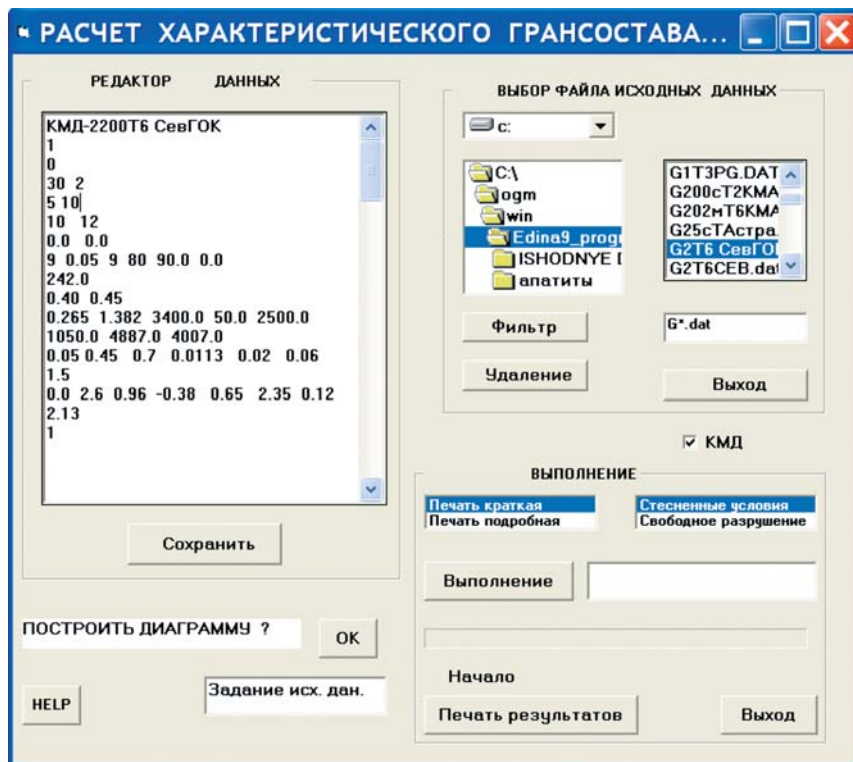 РАСЧЕТ ХАРАКТЕРИСТИЧЕСКОГО ГРАНСОСТАВА...
РЕДАКТОР ДАННЫХ
КМД-2200Т6 СевГОК
1
0
30 2
5 10
10 12
0.0 0.0
9 0.05 9 80 90.0 0.0
242.0
0.40 0.45
0.265 1.382 3400.0 50.0 2500.0
1050.0 4887.0 4007.0
0.05 0.45 0.7 0.0113 0.02 0.06
1.5
0.0 2.6 0.96 -0.38 0.65 2.35 0.12
2.13
1
Сохранить
ПОСТРОИТЬ ДИАГРАММУ ?
OK
HELP
Задание исх. дан.
ВЫБОР ФАЙЛА ИСХОДНЫХ ДАННЫХ
c:
C:\
ogm
win
Edina9_progr
ISHODNYE D
апатиты
G1T3PG.DAT
G200cT2KMA
G202мТ6КМА
G25cTАстра.
G2T6 СевГО
G2T6CEB.dat
Фильтр
G*.dat
Удаление
Выход
КМД
ВЫПОЛНЕНИЕ
Печать краткая
Печать подробная
Стесненные условия
Свободное разрушение
Выполнение
Начало
Печать результатов
Выход